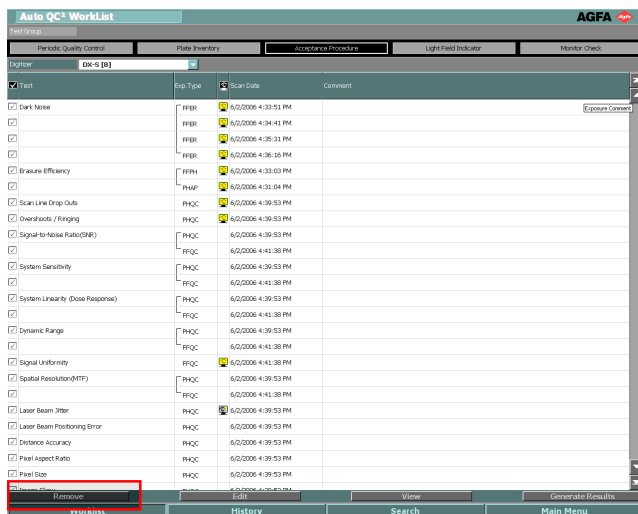 Auto QC² WorkList
AGFA
Agfa
Test Group
Periodic Quality Control
Plate Inventory
Acceptance Procedure
Light Field Indicator
Monitor Check
Digitizer DX-S [8]
Test Exp.Type Scan Date Comment
Dark Noise FFER 6/2/2006 4:33:51 PM
Exposure Comment
FFER 6/2/2006 4:34:41 PM
FFER 6/2/2006 4:35:31 PM
FFER 6/2/2006 4:36:16 PM
Erasure Efficiency FFPH 6/2/2006 4:33:03 PM
PHAP 6/2/2006 4:31:04 PM
Scan Line Drop Outs PHQC 6/2/2006 4:39:53 PM
Overshoots / Ringing PHQC 6/2/2006 4:39:53 PM
Signal-to-Noise Ratio(SNR) PHQC 6/2/2006 4:39:53 PM
FFQC 6/2/2006 4:41:38 PM
System Sensitivity PHQC 6/2/2006 4:39:53 PM
FFQC 6/2/2006 4:41:38 PM
System Linearity (Dose Response) PHQC 6/2/2006 4:39:53 PM
FFQC 6/2/2006 4:41:38 PM
Dynamic Range PHQC 6/2/2006 4:39:53 PM
FFQC 6/2/2006 4:41:38 PM
Signal Uniformity FFQC 6/2/2006 4:41:38 PM
Spatial Resolution(MTF) PHQC 6/2/2006 4:39:53 PM
FFQC 6/2/2006 4:41:38 PM
Laser Beam Jitter PHQC 6/2/2006 4:39:53 PM
Laser Beam Positioning Error PHQC 6/2/2006 4:39:53 PM
Distance Accuracy PHQC 6/2/2006 4:39:53 PM
Pixel Aspect Ratio PHQC 6/2/2006 4:39:53 PM
Pixel Size PHQC 6/2/2006 4:39:53 PM
Remove Edit View Generate Results
Worklist History Search Main Menu